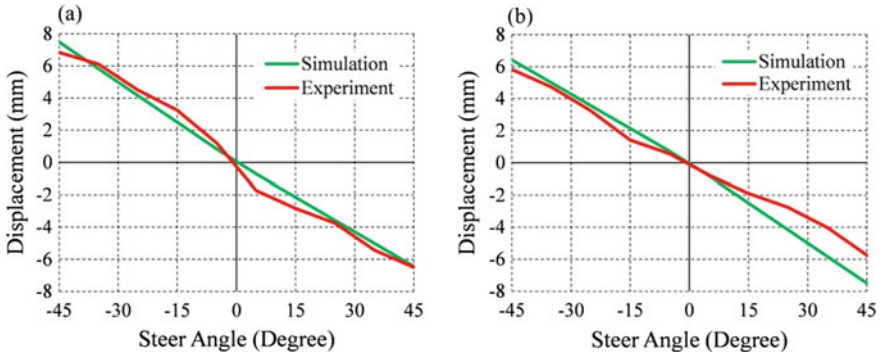 (a)
8
6
4
2
0
-2
-4
-6
-8
Displacement (mm)
Simulation
Experiment
-45 -30 -15 0 15 30 45
Steer Angle (Degree)
(b)
8
6
4
2
0
-2
-4
-6
-8
Displacement (mm)
Simulation
Experiment
-45 -30 -15 0 15 30 45
Steer Angle (Degree)